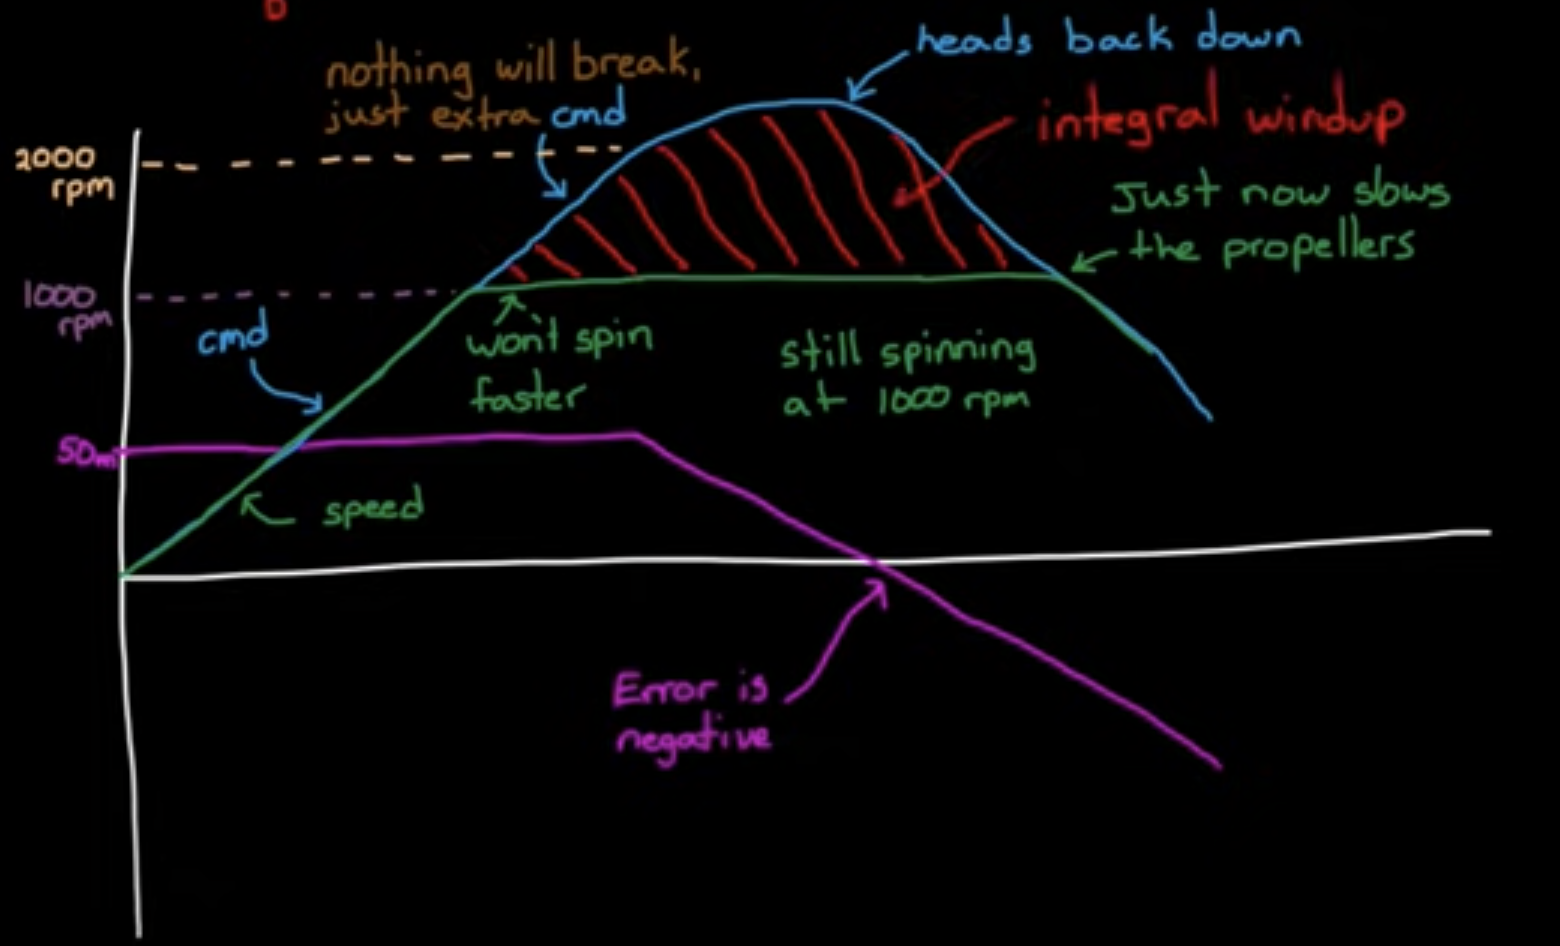 heads back down
nothing will break,
just extra cmd
integral windup
2000
rpm
Just now slows
the propellers
1000
rpm
cmd
won't spin
faster
still spinning
at 1000 rpm
50m
speed
Error is
negative